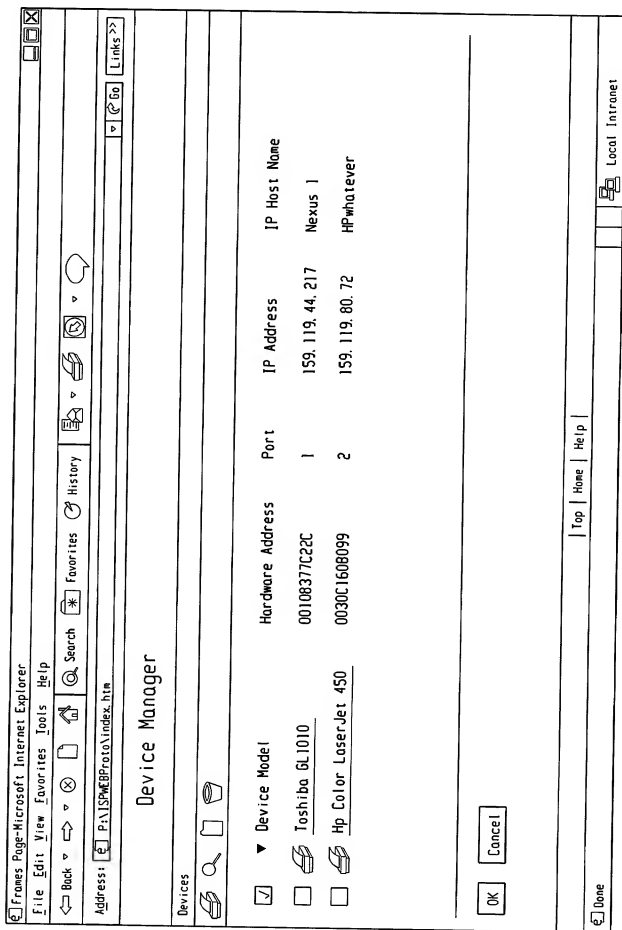 Frames Page-Microsoft Internet Explorer
File Edit View Favorites Tools Help
Back Search Favorites History
Address: P:\ISPWEBProto\index.htm Go Links >>
Device Manager
Devices
Device Model Hardware Address Port IP Address IP Host Name
Toshiba GL1010 00108377C22C 1 159.119.44.217 Nexus 1
Hp Color LaserJet 450 0030C160B099 2 159.119.80.72 HPwhatever
OK Cancel
| Top | Home | Help |
Done Local Intranet